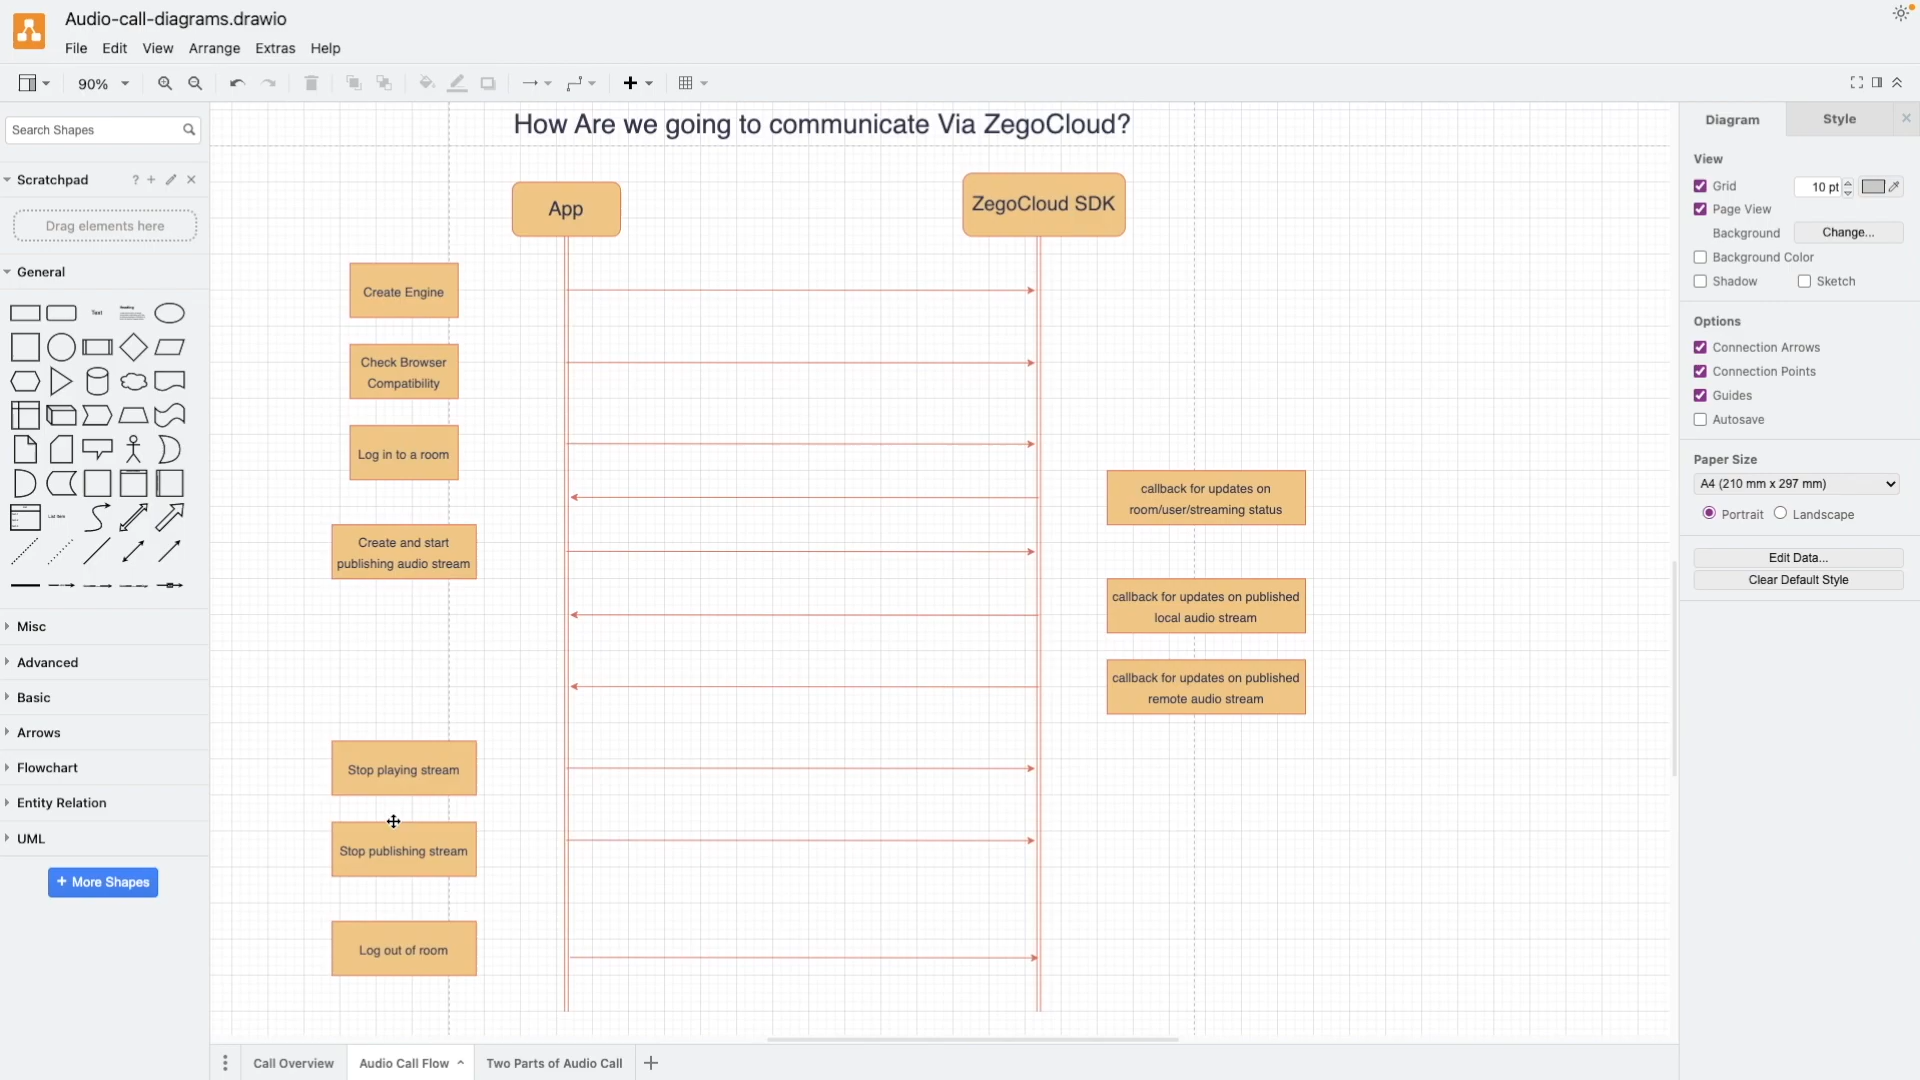 Audio-call-diagrams.drawio
File Edit View Arrange Extras Help
90%
Search Shapes
Scratchpad ?
Drag elements here
General
Text
Heading
List Item
Misc
Advanced
Basic
Arrows
Flowchart
Entity Relation
UML
+ More Shapes
How Are we going to communicate Via ZegoCloud?
App
ZegoCloud SDK
Create Engine
Check Browser
Compatibility
Log in to a room
callback for updates on
room/user/streaming status
Create and start
publishing audio stream
callback for updates on published
local audio stream
callback for updates on published
remote audio stream
Stop playing stream
Stop publishing stream
Log out of room
Call Overview
Audio Call Flow
Two Parts of Audio Call
Diagram
Style
View
Grid
10 pt
Page View
Background
Change...
Background Color
Shadow
Sketch
Options
Connection Arrows
Connection Points
Guides
Autosave
Paper Size
A4 (210 mm x 297 mm)
Portrait
Landscape
Edit Data...
Clear Default Style